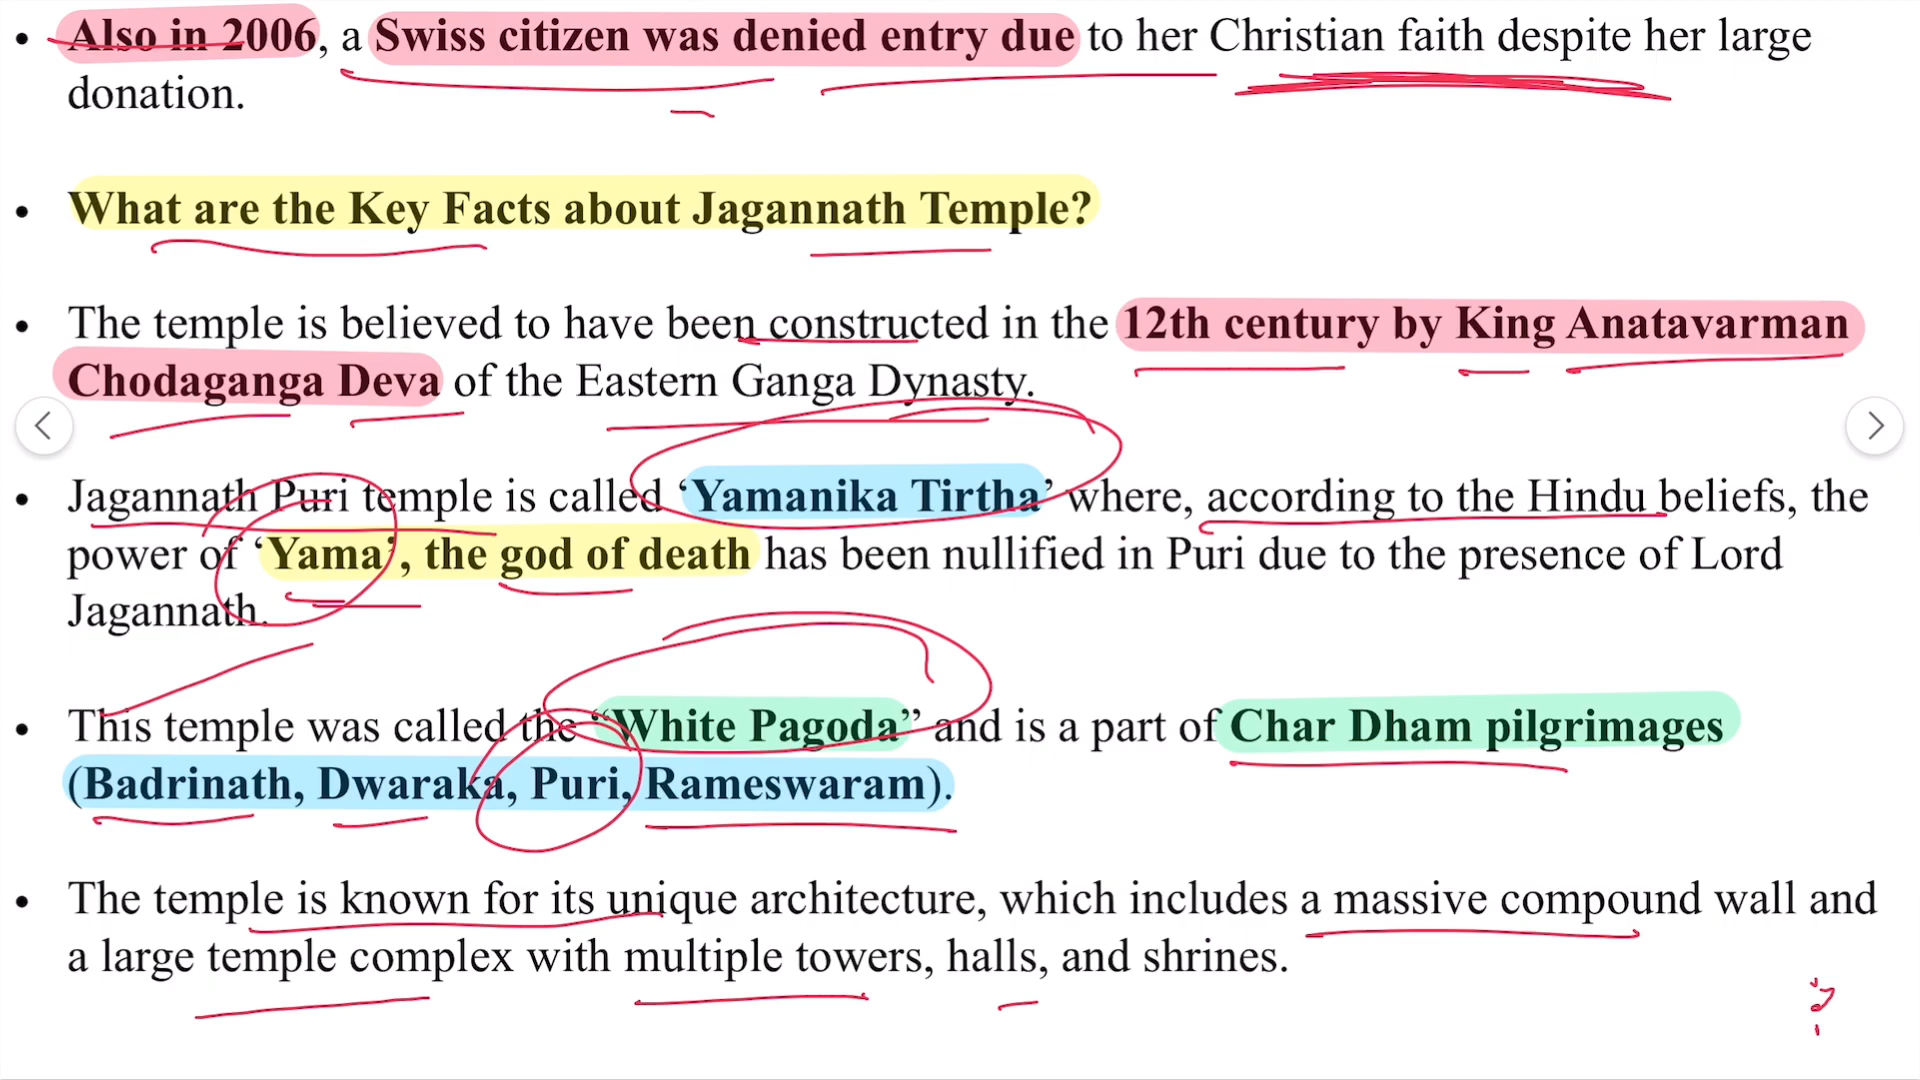 • Also in 2006, a Swiss citizen was denied entry due to her Christian faith despite her large
donation.
• What are the Key Facts about Jagannath Temple?
• The temple is believed to have been constructed in the 12th century by King Anatavarman
Chodaganga Deva of the Eastern Ganga Dynasty.
• Jagannath Puri temple is called ‘Yamanika Tirtha’ where, according to the Hindu beliefs, the
power of ‘Yama’, the god of death has been nullified in Puri due to the presence of Lord
Jagannath.
• This temple was called the “White Pagoda” and is a part of Char Dham pilgrimages
(Badrinath, Dwaraka, Puri, Rameswaram).
• The temple is known for its unique architecture, which includes a massive compound wall and
a large temple complex with multiple towers, halls, and shrines.